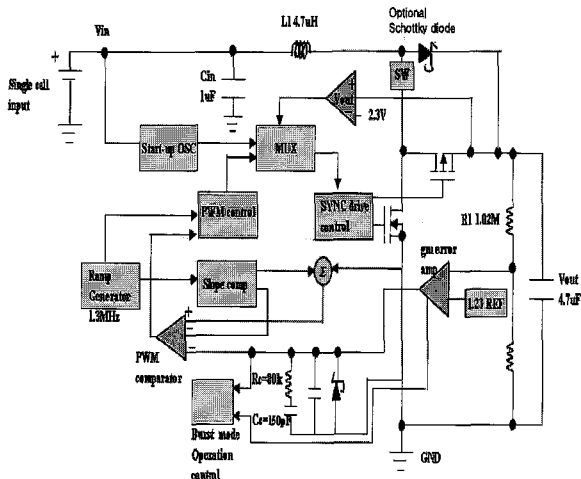 Optional
Schottky diode
L1 4.7uH
Vin
Single cell
input
Cin
1uF
SW
Vout
2.3V
Start-up OSC
MUX
PWM control
SYNC drive
control
R1 1.02M
Ramp
Generator
1.3MHz
Slope comp
Σ
gm error
amp
1.23 REF
Vout
4.7uF
PWM
comparator
Rc=80k
Cc=150pF
Burst mode
Operation
control
GND